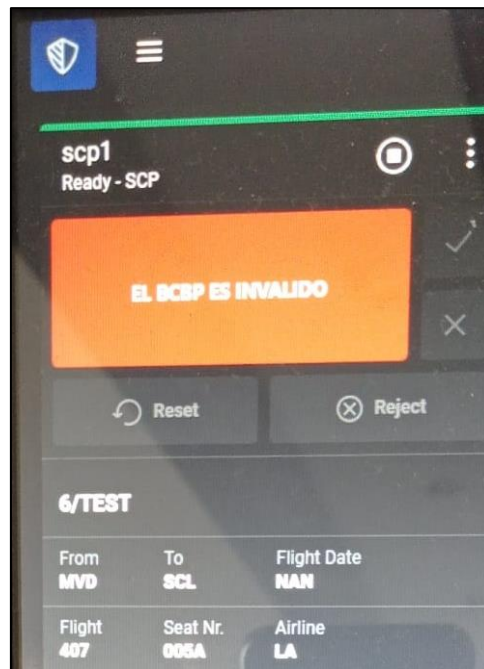 scp1
Ready - SCP
EL BCBP ES INVALIDO
Reset Reject
6/TEST
From To Flight Date
MVD SCL NAN
Flight Seat Nr. Airline
407 005A LA